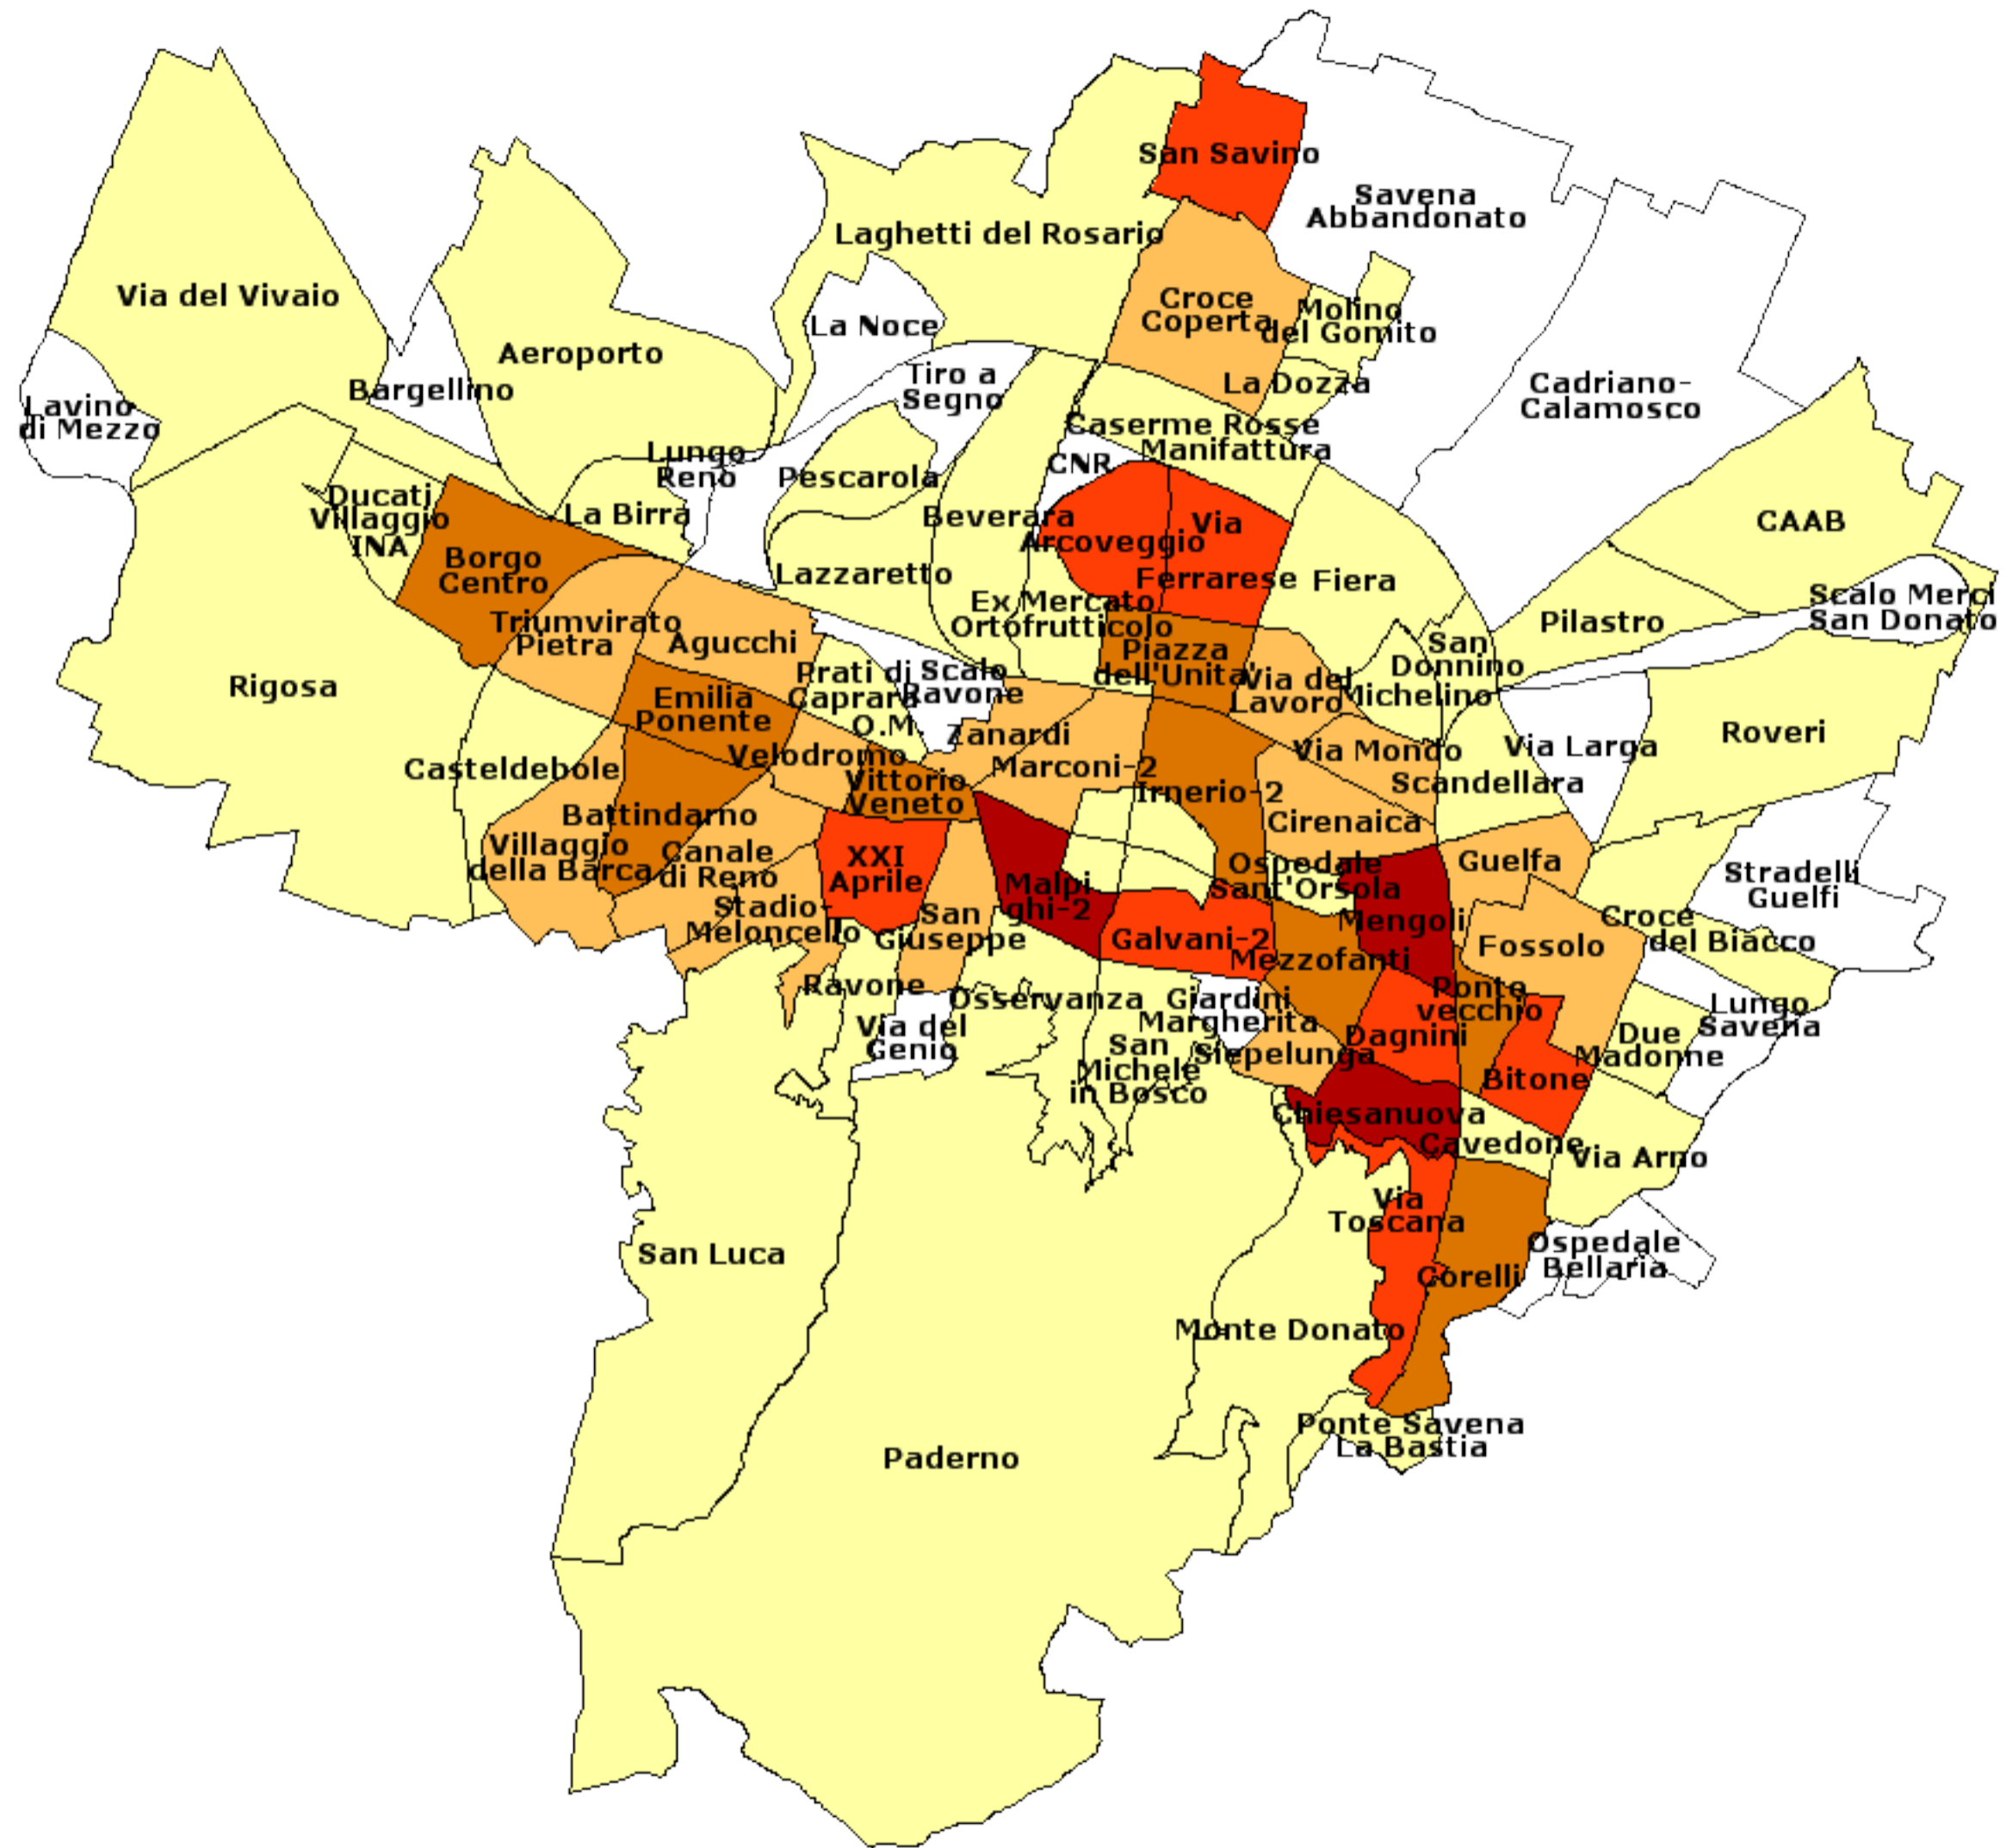 San Savino
Savena
Abbandonato
Laghetti del Rosario
Via del Vivaio
Croce
Coperta
Molino
del Gomito
La Noce
Aeroporto
Bargellino
Tiro a
Segno
La Dozza
Cadriano-
Calamosco
Lavino
di Mezzo
Caserme Rosse
Manifattura
Lungo
Reno
CNR
Pescarola
Ducati
Villaggio
INA
La Birra
Beverara
Arcoveggio
Via
Ferrarese
CAAB
Borgo
Centro
Lazzaretto
Fiera
Ex Mercato
Ortofrutticolo
Scalo Merci
San Donato
Triumvirato
Pietra
Agucchi
Pilastro
Piazza
dell'Unita'
San
Donnino
Michelino
Prati di
Caprara
O.M.
Scalo
Ravone
Via del
Lavoro
Rigosa
Emilia
Ponente
Zanardi
Roveri
Velodromo
Via Mondo
Via Larga
Casteldebole
Vittorio
Veneto
Marconi-2
Irnerio-2
Scandellara
Battindarno
Cirenaica
Villaggio
della Barca
Canale
di Reno
XXI
Aprile
Ospedale
Sant'Orsola
Guelfa
Stradelli
Guelfi
Malpi
ghi-2
Stadio-
Meloncello
San
Giuseppe
Mengoli
Croce
del Biacco
Galvani-2
Mezzofanti
Fossolo
Ravone
Osservanza
Giardini
Margherita
Ponte
vecchio
Lungo
Savena
Via del
Genio
San
Michele
in Bosco
Siepelunga
Dagnini
Due
Madonne
Bitone
Chiesanuova
Cavedone
Via Arno
Via
Toscana
San Luca
Ospedale
Bellaria
Corelli
Monte Donato
Ponte Savena
La Bastia
Paderno